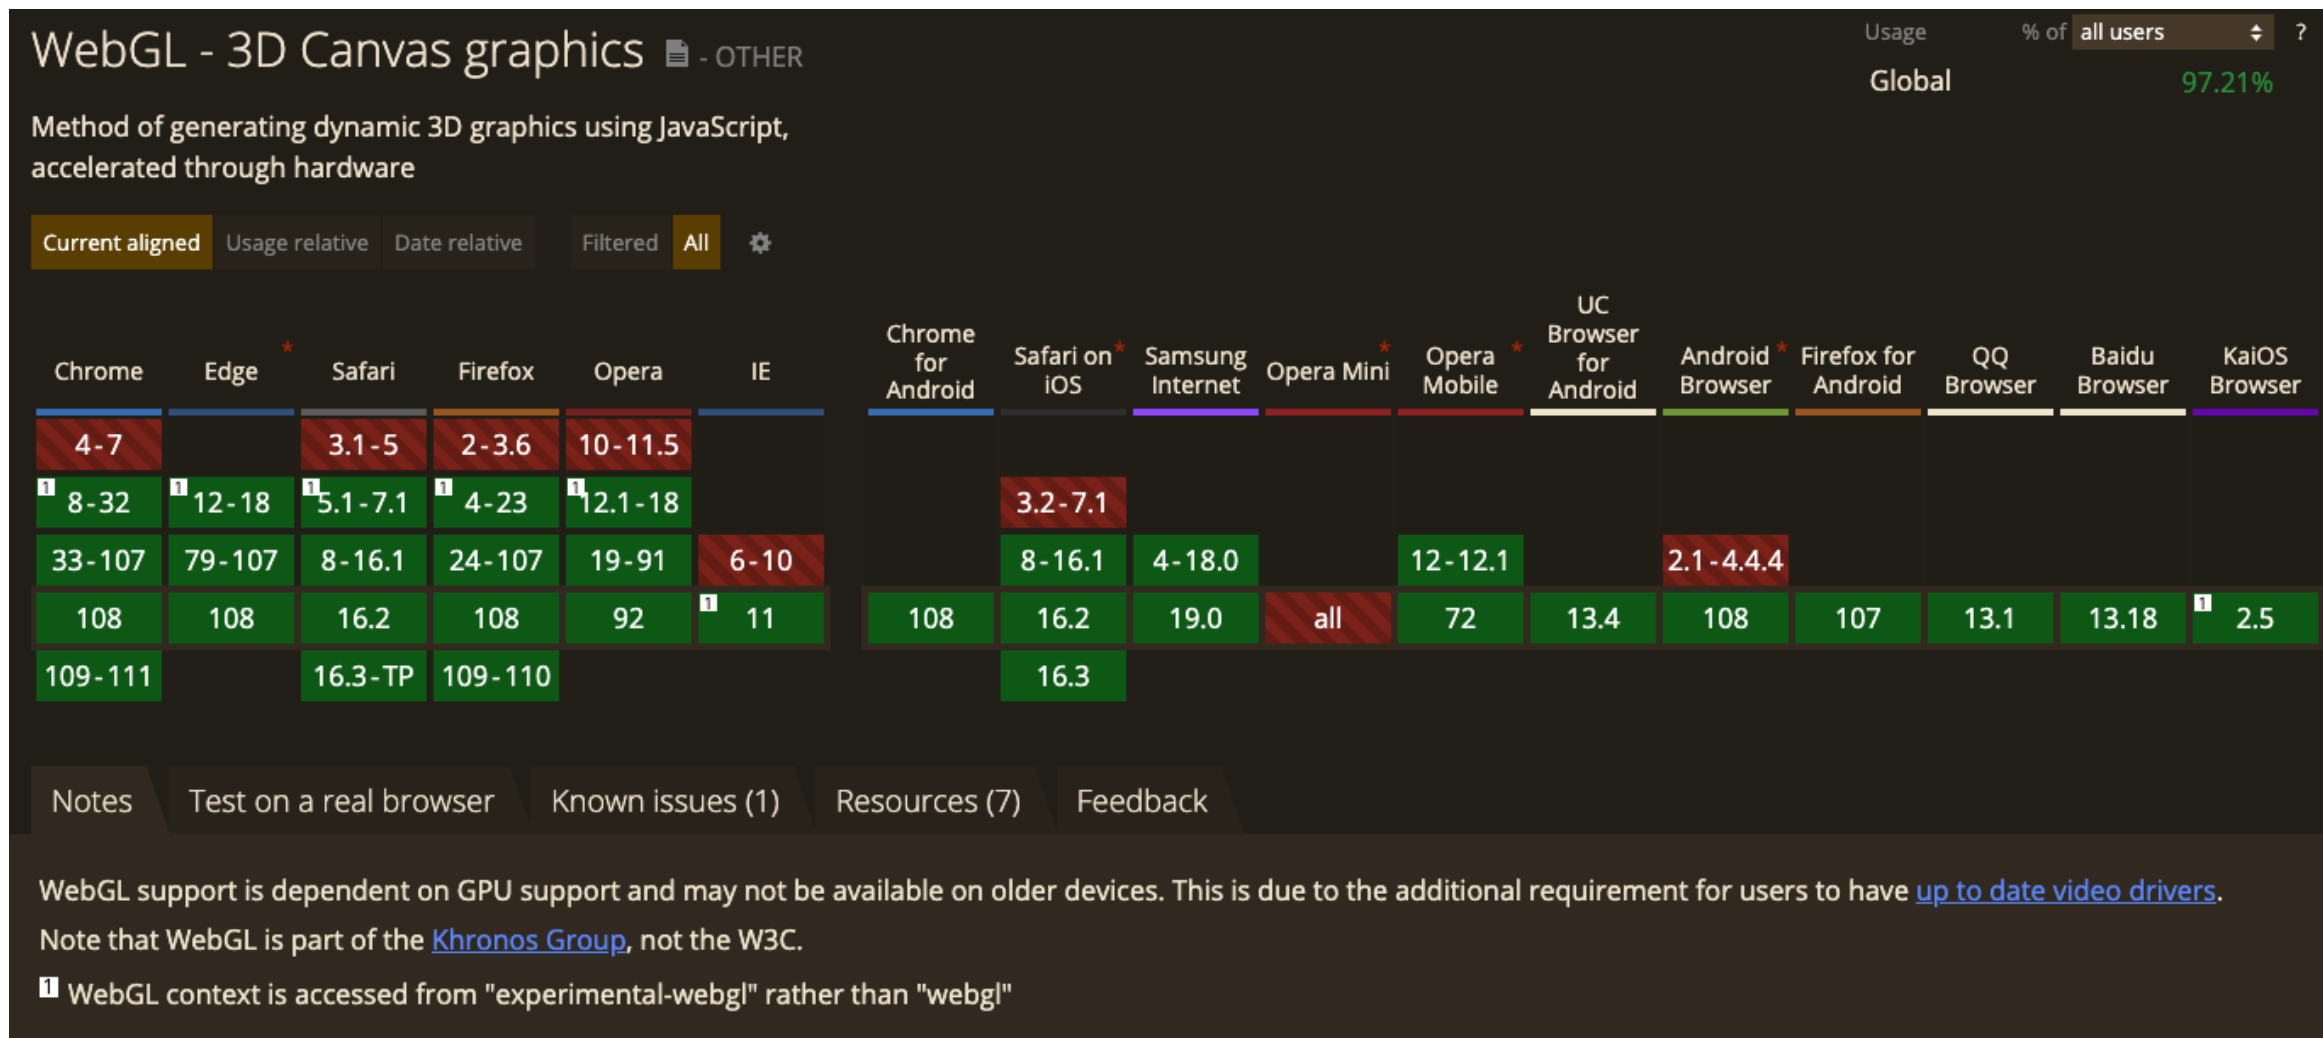 WebGL - 3D Canvas graphics - OTHER
Usage % of all users ?
Global 97.21%
Method of generating dynamic 3D graphics using JavaScript,
accelerated through hardware
Current aligned Usage relative Date relative Filtered All
Chrome Edge * Safari Firefox Opera IE Chrome for Android Safari on iOS * Samsung Internet Opera Mini * Opera Mobile * UC Browser for Android Android Browser * Firefox for Android QQ Browser Baidu Browser KaiOS Browser
4-7 3.1-5 2-3.6 10-11.5
1 8-32 1 12-18 1 5.1-7.1 1 4-23 1 12.1-18 3.2-7.1
33-107 79-107 8-16.1 24-107 19-91 6-10 8-16.1 4-18.0 12-12.1 2.1-4.4.4
108 108 16.2 108 92 1 11 108 16.2 19.0 all 72 13.4 108 107 13.1 13.18 1 2.5
109-111 16.3-TP 109-110 16.3
Notes Test on a real browser Known issues (1) Resources (7) Feedback
WebGL support is dependent on GPU support and may not be available on older devices. This is due to the additional requirement for users to have up to date video drivers.
Note that WebGL is part of the Khronos Group, not the W3C.
1 WebGL context is accessed from "experimental-webgl" rather than "webgl"